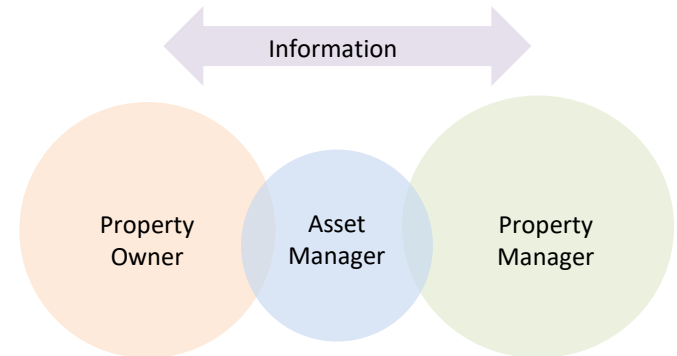 Information
Property
Owner
Asset
Manager
Property
Manager